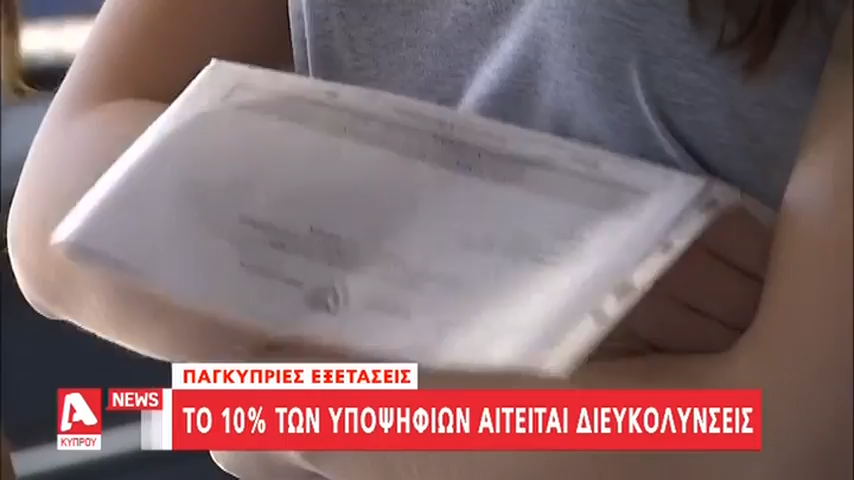 ΠΑΓΚΥΠΡΙΕΣ ΕΞΕΤΑΣΕΙΣ
NEWS
ΚΥΠΡΟΥ
ΤΟ 10% ΤΩΝ ΥΠΟΨΗΦΙΩΝ ΑΙΤΕΙΤΑΙ ΔΙΕΥΚΟΛΥΝΣΕΙΣ